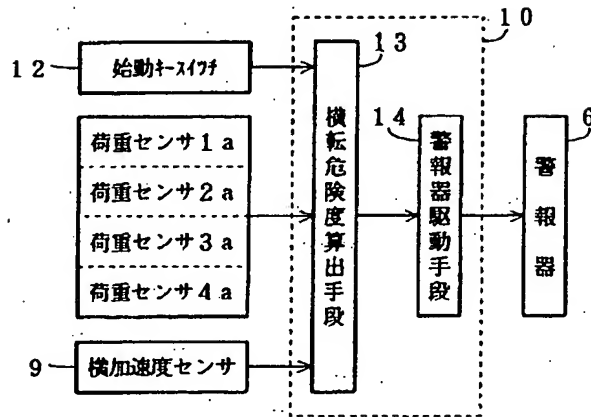 10
12
始動キースイッチ
13
横転危険度算出手段
荷重センサ1a
荷重センサ2a
荷重センサ3a
荷重センサ4a
14
警報器駆動手段
6
警報器
9
横加速度センサ